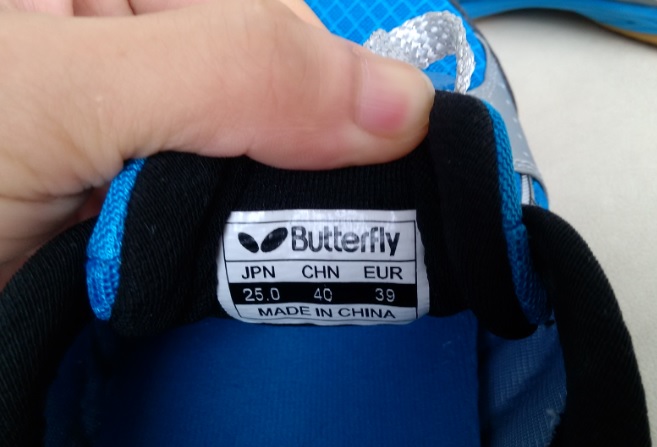 Butterfly
JPN CHN EUR
25.0 40 39
MADE IN CHINA